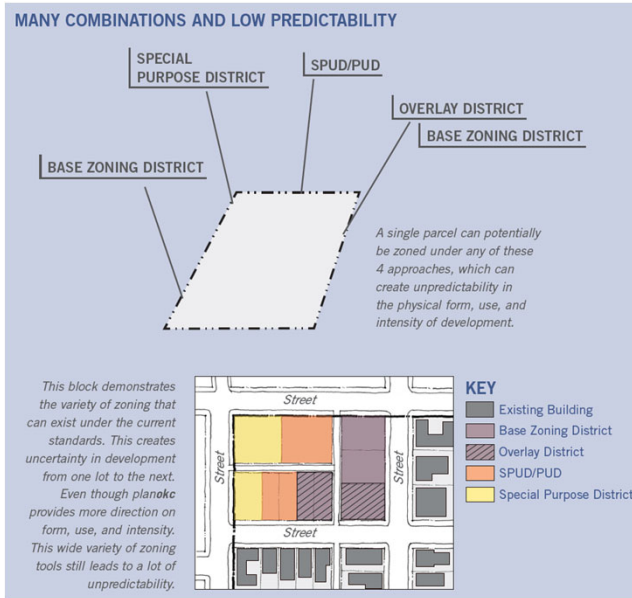 MANY COMBINATIONS AND LOW PREDICTABILITY
SPECIAL
PURPOSE DISTRICT
SPUD/PUD
OVERLAY DISTRICT
BASE ZONING DISTRICT
BASE ZONING DISTRICT
A single parcel can potentially
be zoned under any of these
4 approaches, which can
create unpredictability in
the physical form, use, and
intensity of development.
This block demonstrates
the variety of zoning that
can exist under the current
standards. This creates
uncertainty in development
from one lot to the next.
Even though planokc
provides more direction on
form, use, and intensity.
This wide variety of zoning
tools still leads to a lot of
unpredictability.
Street
Street
Street
Street
KEY
Existing Building
Base Zoning District
Overlay District
SPUD/PUD
Special Purpose District